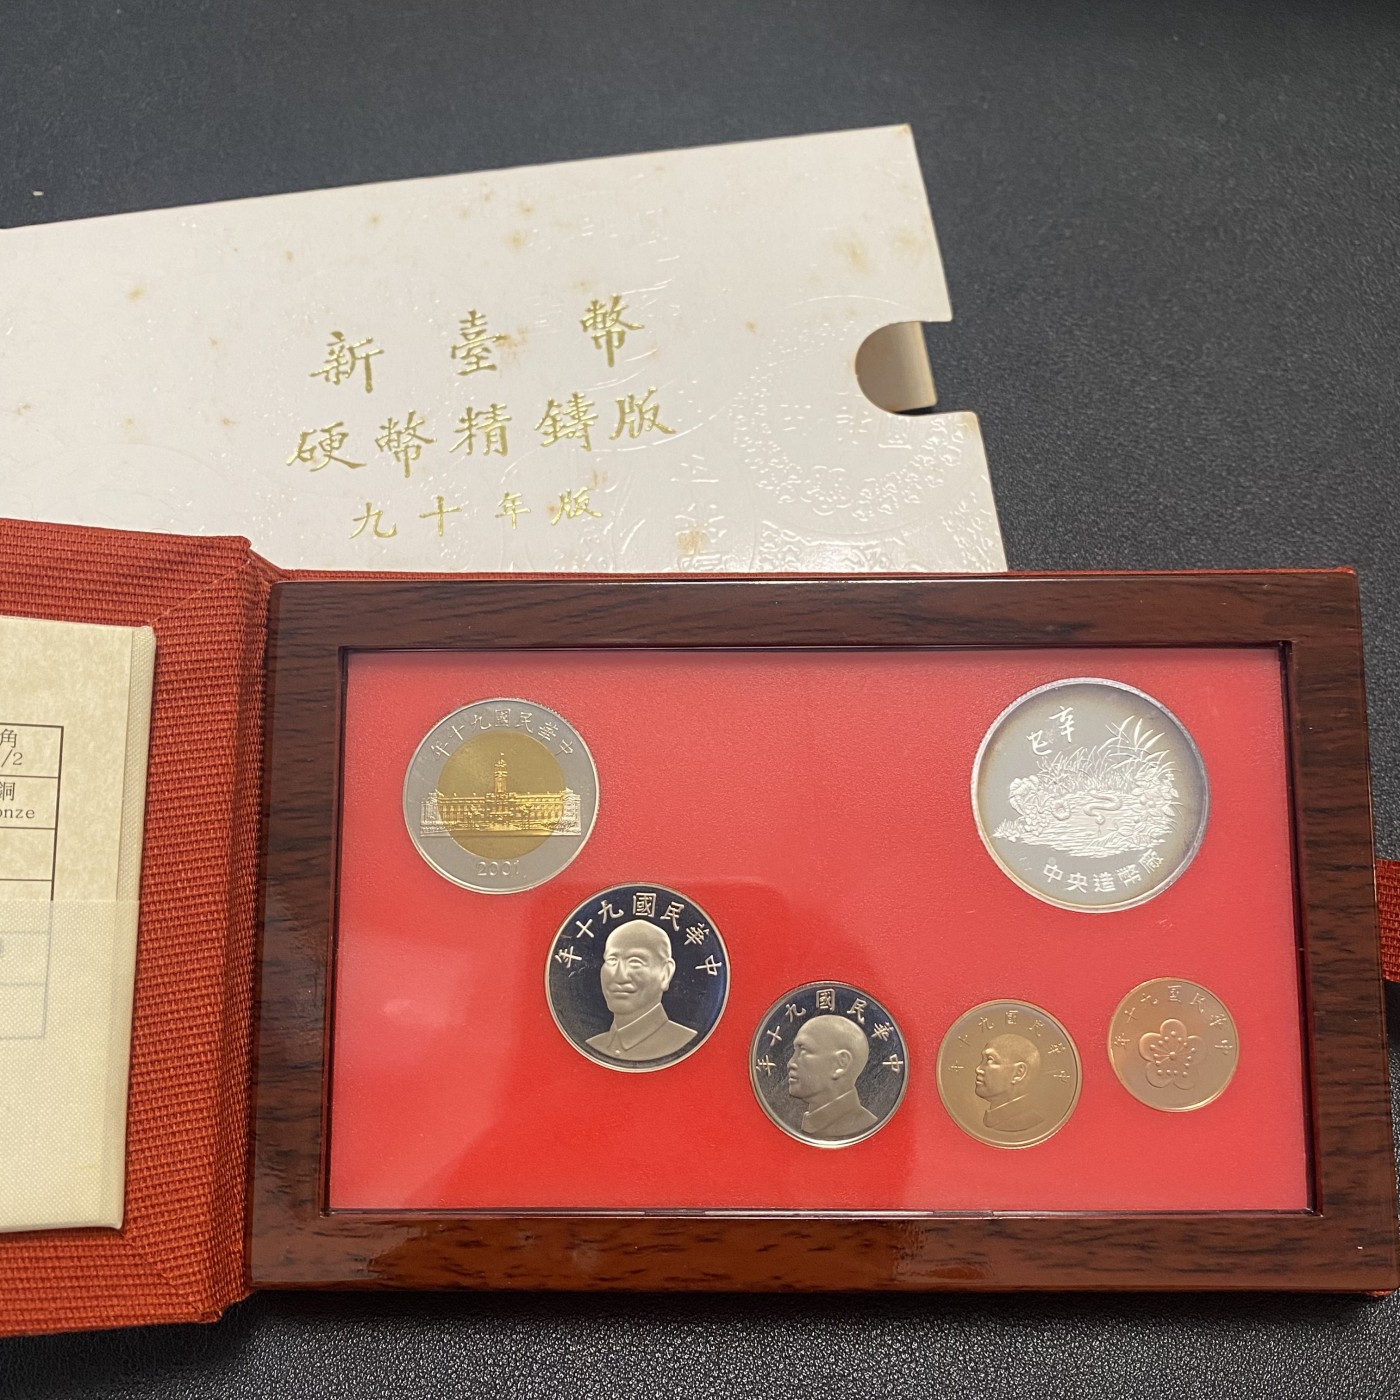 新臺幣
硬幣精鑄版
九十年版
角
/2
銅
onze
中華民國九十年
2001
辛巳
中央造幣廠
中華民國九十年
中華民國九十年
中華民國九十年
中華民國九十年